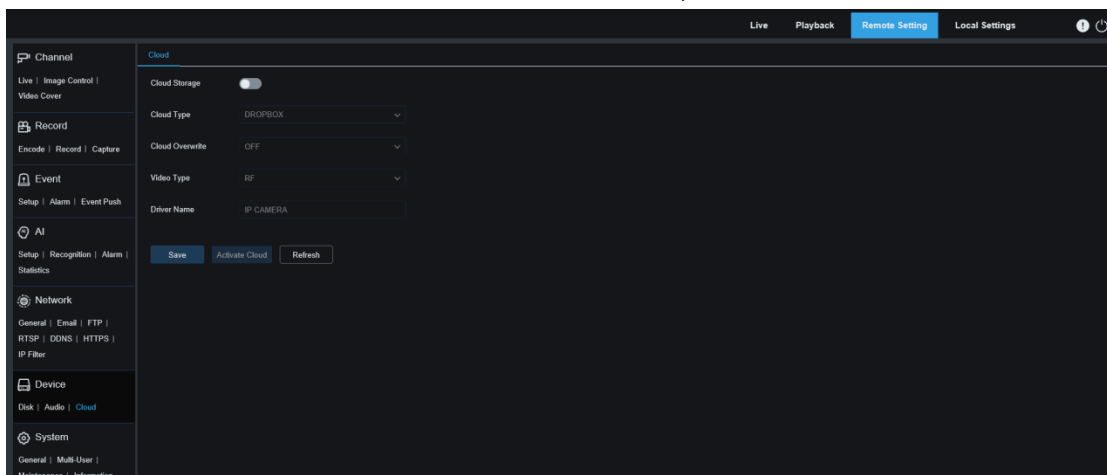 Live Playback Remote Setting Local Settings
Channel
Live | Image Control |
Video Cover
Record
Encode | Record | Capture
Event
Setup | Alarm | Event Push
AI
Setup | Recognition | Alarm |
Statistics
Network
General | Email | FTP |
RTSP | DDNS | HTTPS |
IP Filter
Device
Disk | Audio | Cloud
System
General | Multi-User |
Maintenance | Information
Cloud
Cloud Storage
Cloud Type DROPBOX
Cloud Overwrite OFF
Video Type RF
Driver Name IP CAMERA
Save Activate Cloud Refresh